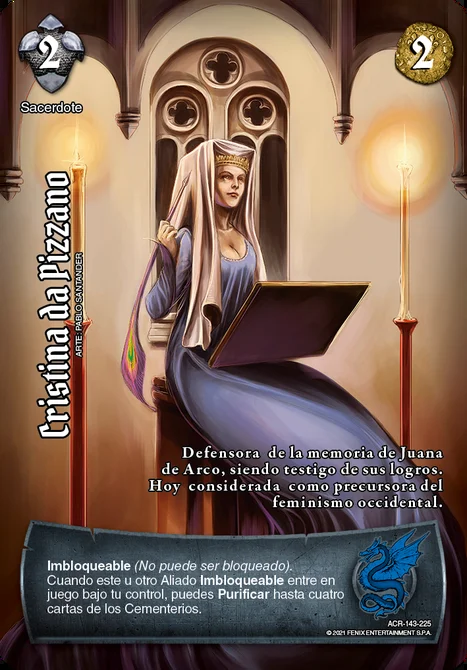 2
2
Sacerdote
Cristina da Pizzano
ARTE: PABLO SANTANDER
Defensora de la memoria de Juana
de Arco, siendo testigo de sus logros.
Hoy considerada como precursora del
feminismo occidental.
Imbloqueable (No puede ser bloqueado).
Cuando este u otro Aliado Imbloqueable entre en
juego bajo tu control, puedes Purificar hasta cuatro
cartas de los Cementerios.
ACR-143-225
© 2021 FENIX ENTERTAINMENT S.P.A.